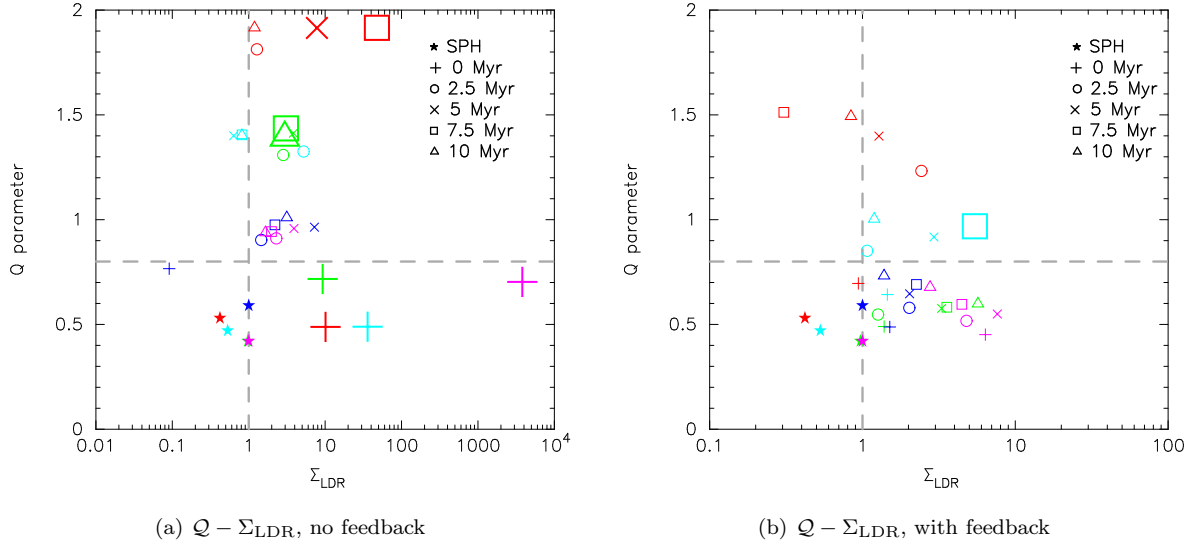 2
1.5
1
0.5
0
Q parameter
0.01
0.1
1
10
100
1000
10^4
Σ_LDR
SPH
0 Myr
2.5 Myr
5 Myr
7.5 Myr
10 Myr
(a) Q − Σ_LDR, no feedback
2
1.5
1
0.5
0
Q parameter
0.1
1
10
100
Σ_LDR
SPH
0 Myr
2.5 Myr
5 Myr
7.5 Myr
10 Myr
(b) Q − Σ_LDR, with feedback